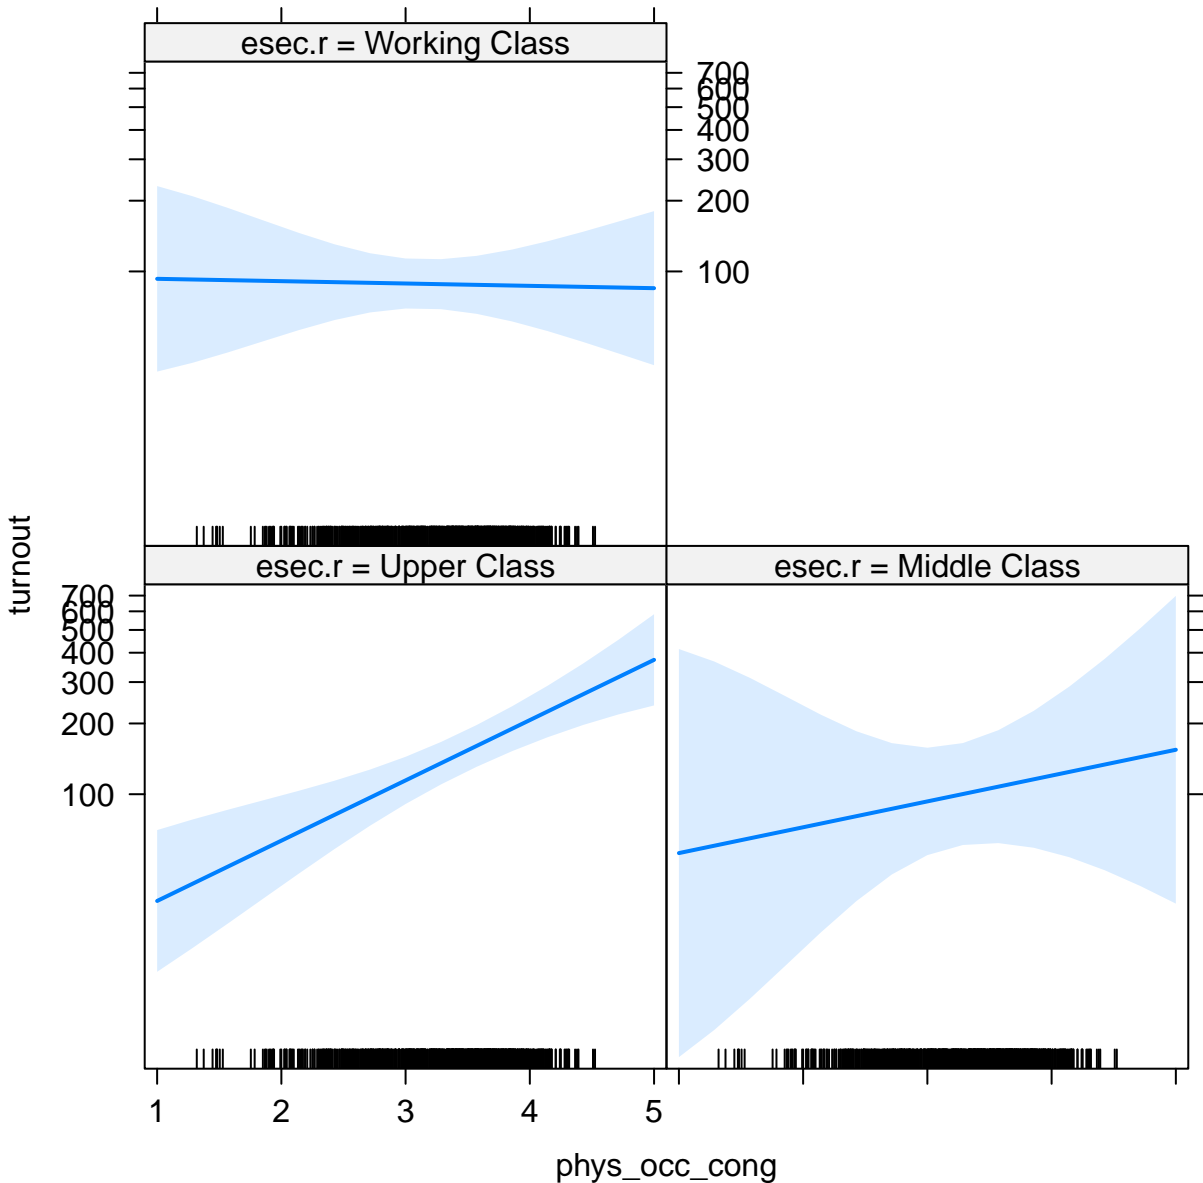 esec.r = Working Class
700
600
500
400
300
200
100
turnout
esec.r = Upper Class
esec.r = Middle Class
700
600
500
400
300
200
100
1 2 3 4 5
phys_occ_cong